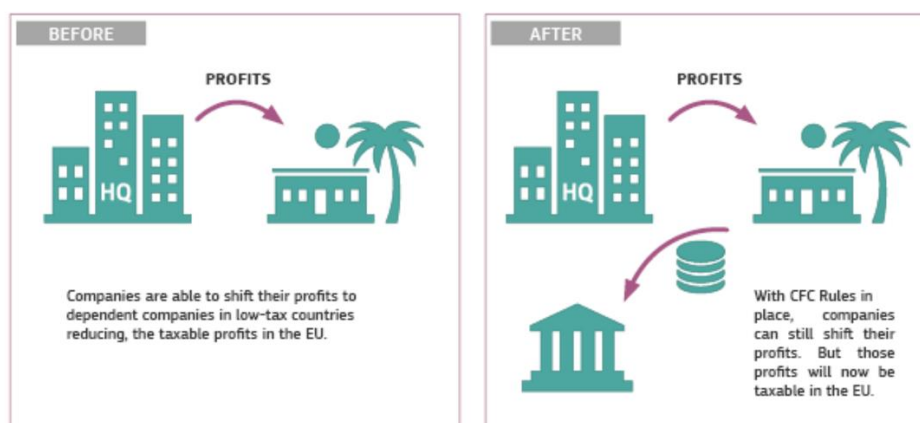 BEFORE
PROFITS
HQ
Companies are able to shift their profits to
dependent companies in low-tax countries
reducing, the taxable profits in the EU.
AFTER
PROFITS
HQ
With CFC Rules in
place, companies
can still shift their
profits. But those
profits will now be
taxable in the EU.